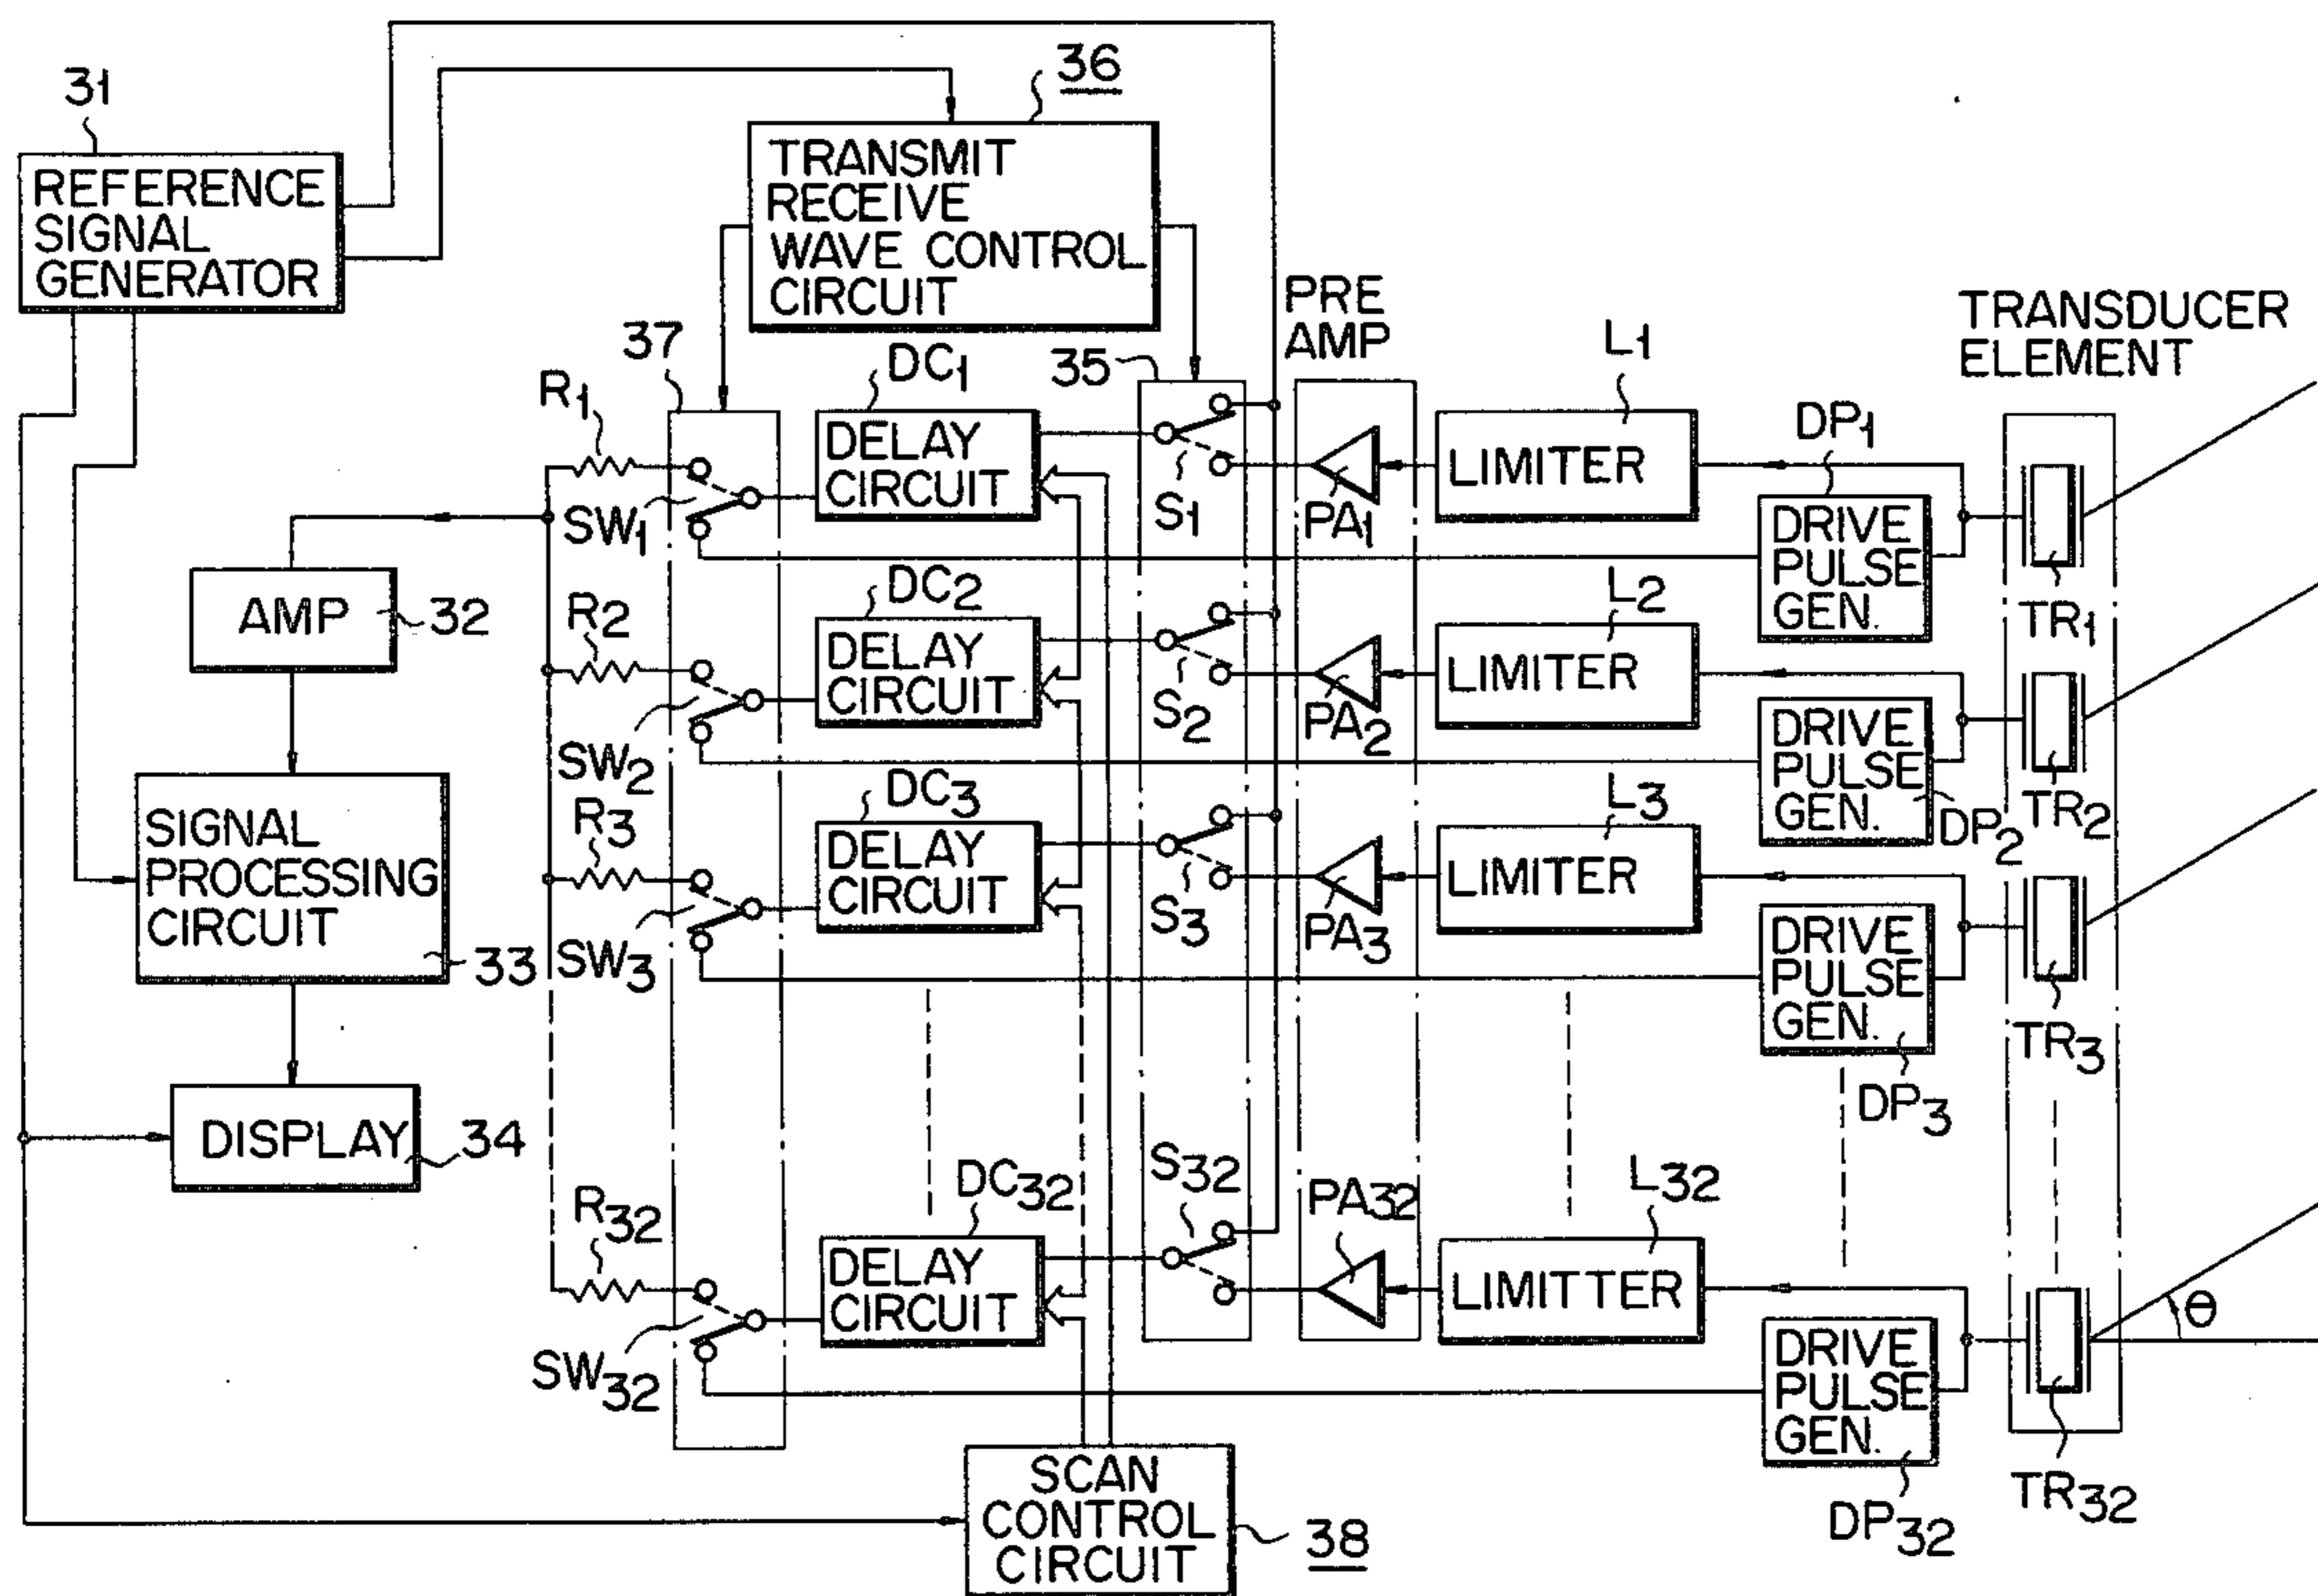 31
REFERENCE
SIGNAL
GENERATOR
36
TRANSMIT
RECEIVE
WAVE CONTROL
CIRCUIT
37
35
PRE
AMP
TRANSDUCER
ELEMENT
R1
SW1
DC1
DELAY
CIRCUIT
S1
PA1
L1
LIMITER
DP1
DRIVE
PULSE
GEN.
TR1
AMP
32
R2
SW2
DC2
DELAY
CIRCUIT
S2
PA2
L2
LIMITER
DRIVE
PULSE
GEN.
DP2
TR2
SIGNAL
PROCESSING
CIRCUIT
33
R3
SW3
DC3
DELAY
CIRCUIT
S3
PA3
L3
LIMITER
DRIVE
PULSE
GEN.
DP3
TR3
DISPLAY
34
R32
SW32
DC32
DELAY
CIRCUIT
S32
PA32
L32
LIMITTER
DRIVE
PULSE
GEN.
DP32
TR32
θ
SCAN
CONTROL
CIRCUIT
38